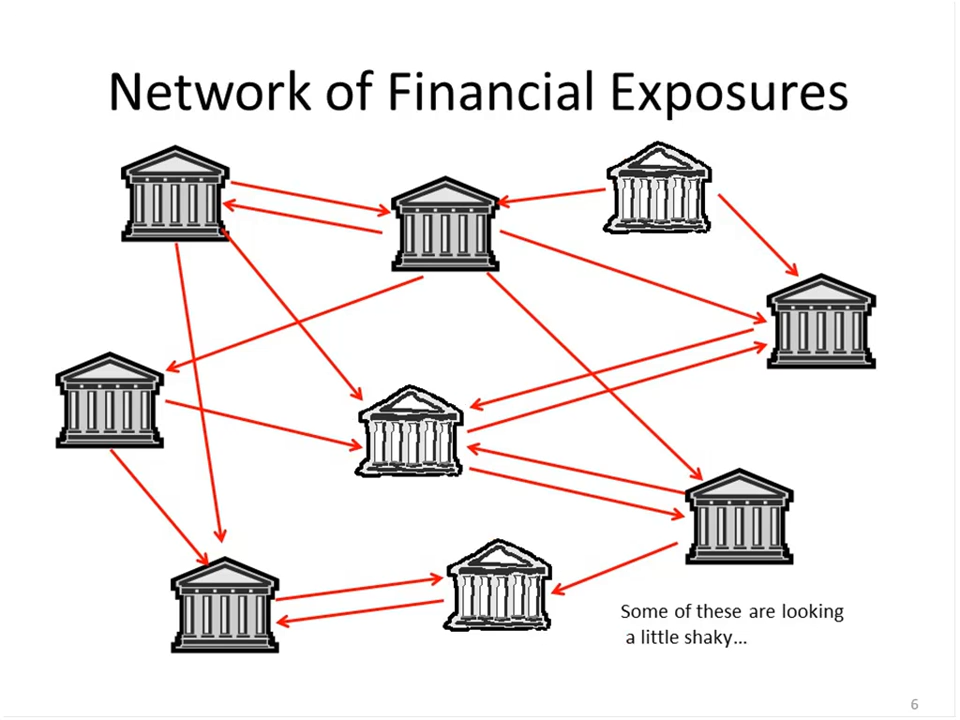 Network of Financial Exposures
Some of these are looking
a little shaky...
6